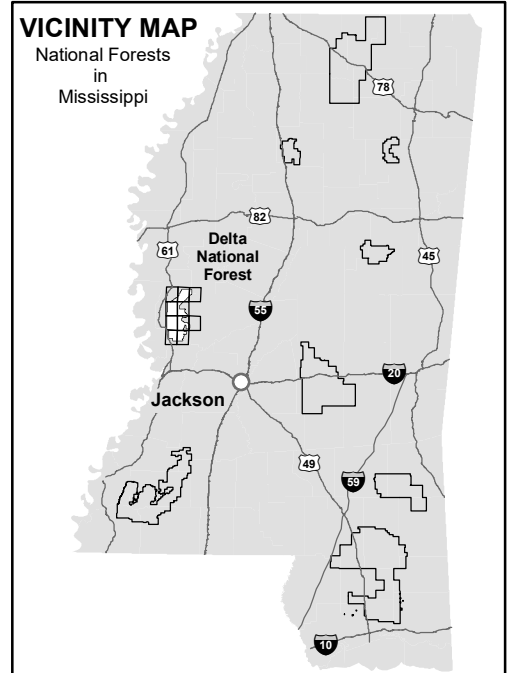 VICINITY MAP
National Forests
in
Mississippi
78
82
61
Delta
National
Forest
45
55
20
Jackson
49
59
10